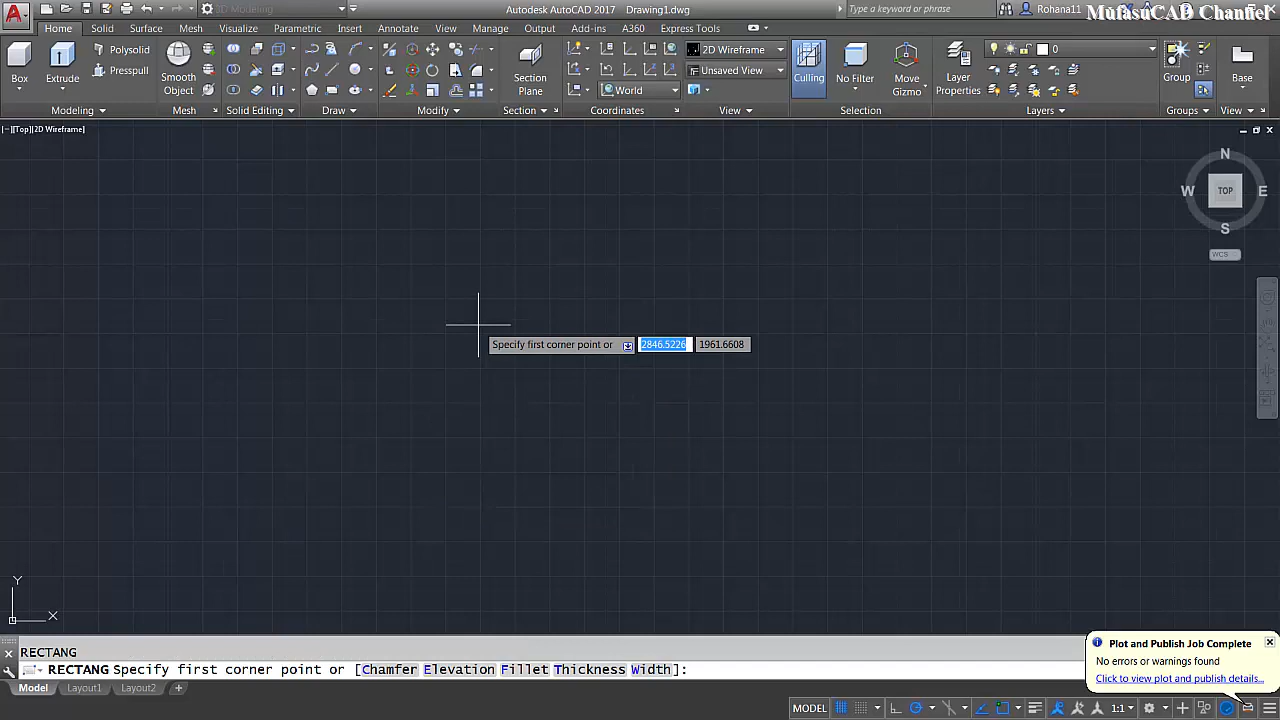 3D Modeling
Autodesk AutoCAD 2017 Drawing1.dwg
Type a keyword or phrase
Rohana11
MufasuCAD Channel
Home Solid Surface Mesh Visualize Parametric Insert Annotate View Manage Output Add-ins A360 Express Tools
Box
Extrude
Polysolid
Presspull
Smooth
Object
Section
Plane
World
2D Wireframe
Unsaved View
Culling
No Filter
Move
Gizmo
Layer
Properties
0
Group
Base
Modeling Mesh Solid Editing Draw Modify Section Coordinates View Selection Layers Groups View
[−][Top][2D Wireframe]
N
W TOP E
S
WCS
Specify first corner point or 2846.5226 1961.6608
Y
X
RECTANG
RECTANG Specify first corner point or [Chamfer Elevation Fillet Thickness Width]:
Plot and Publish Job Complete
No errors or warnings found
Click to view plot and publish details...
Model Layout1 Layout2 +
MODEL 1:1